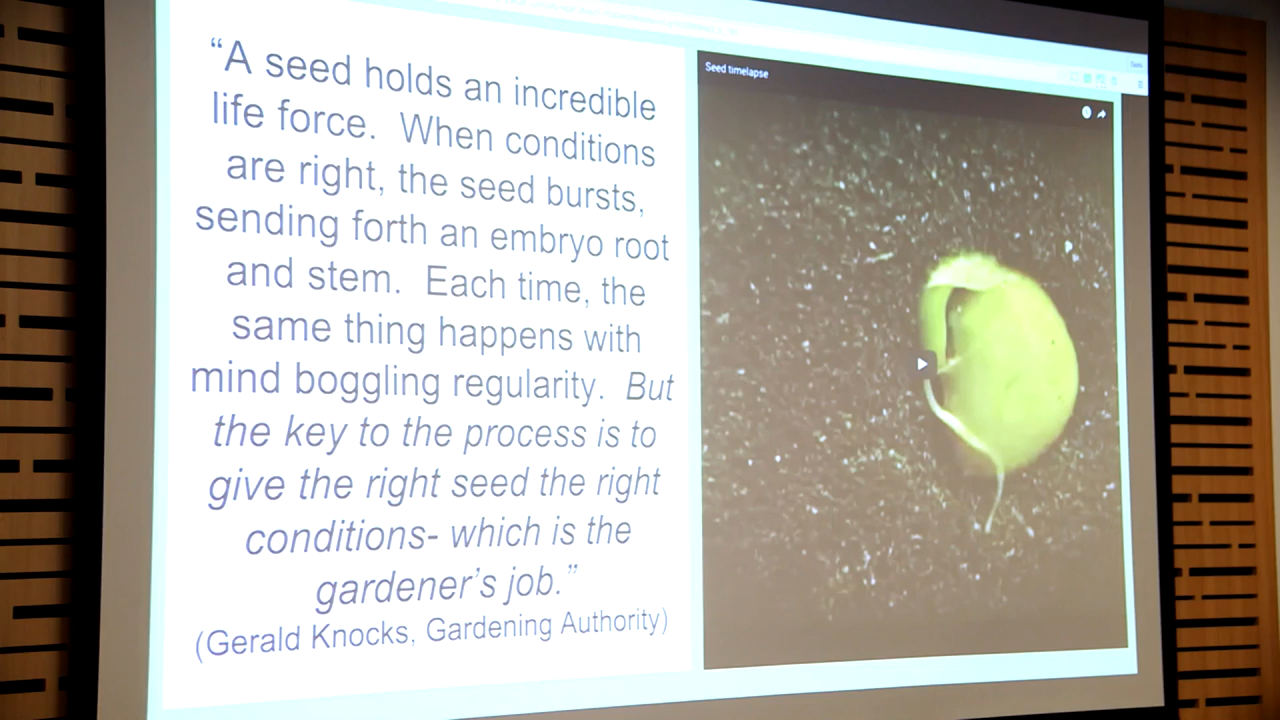 “A seed holds an incredible
life force.  When conditions
are right, the seed bursts,
sending forth an embryo root
and stem.  Each time, the
same thing happens with
mind boggling regularity.  But
the key to the process is to
give the right seed the right
conditions- which is the
gardener’s job.”
(Gerald Knocks, Gardening Authority)
Seed timelapse